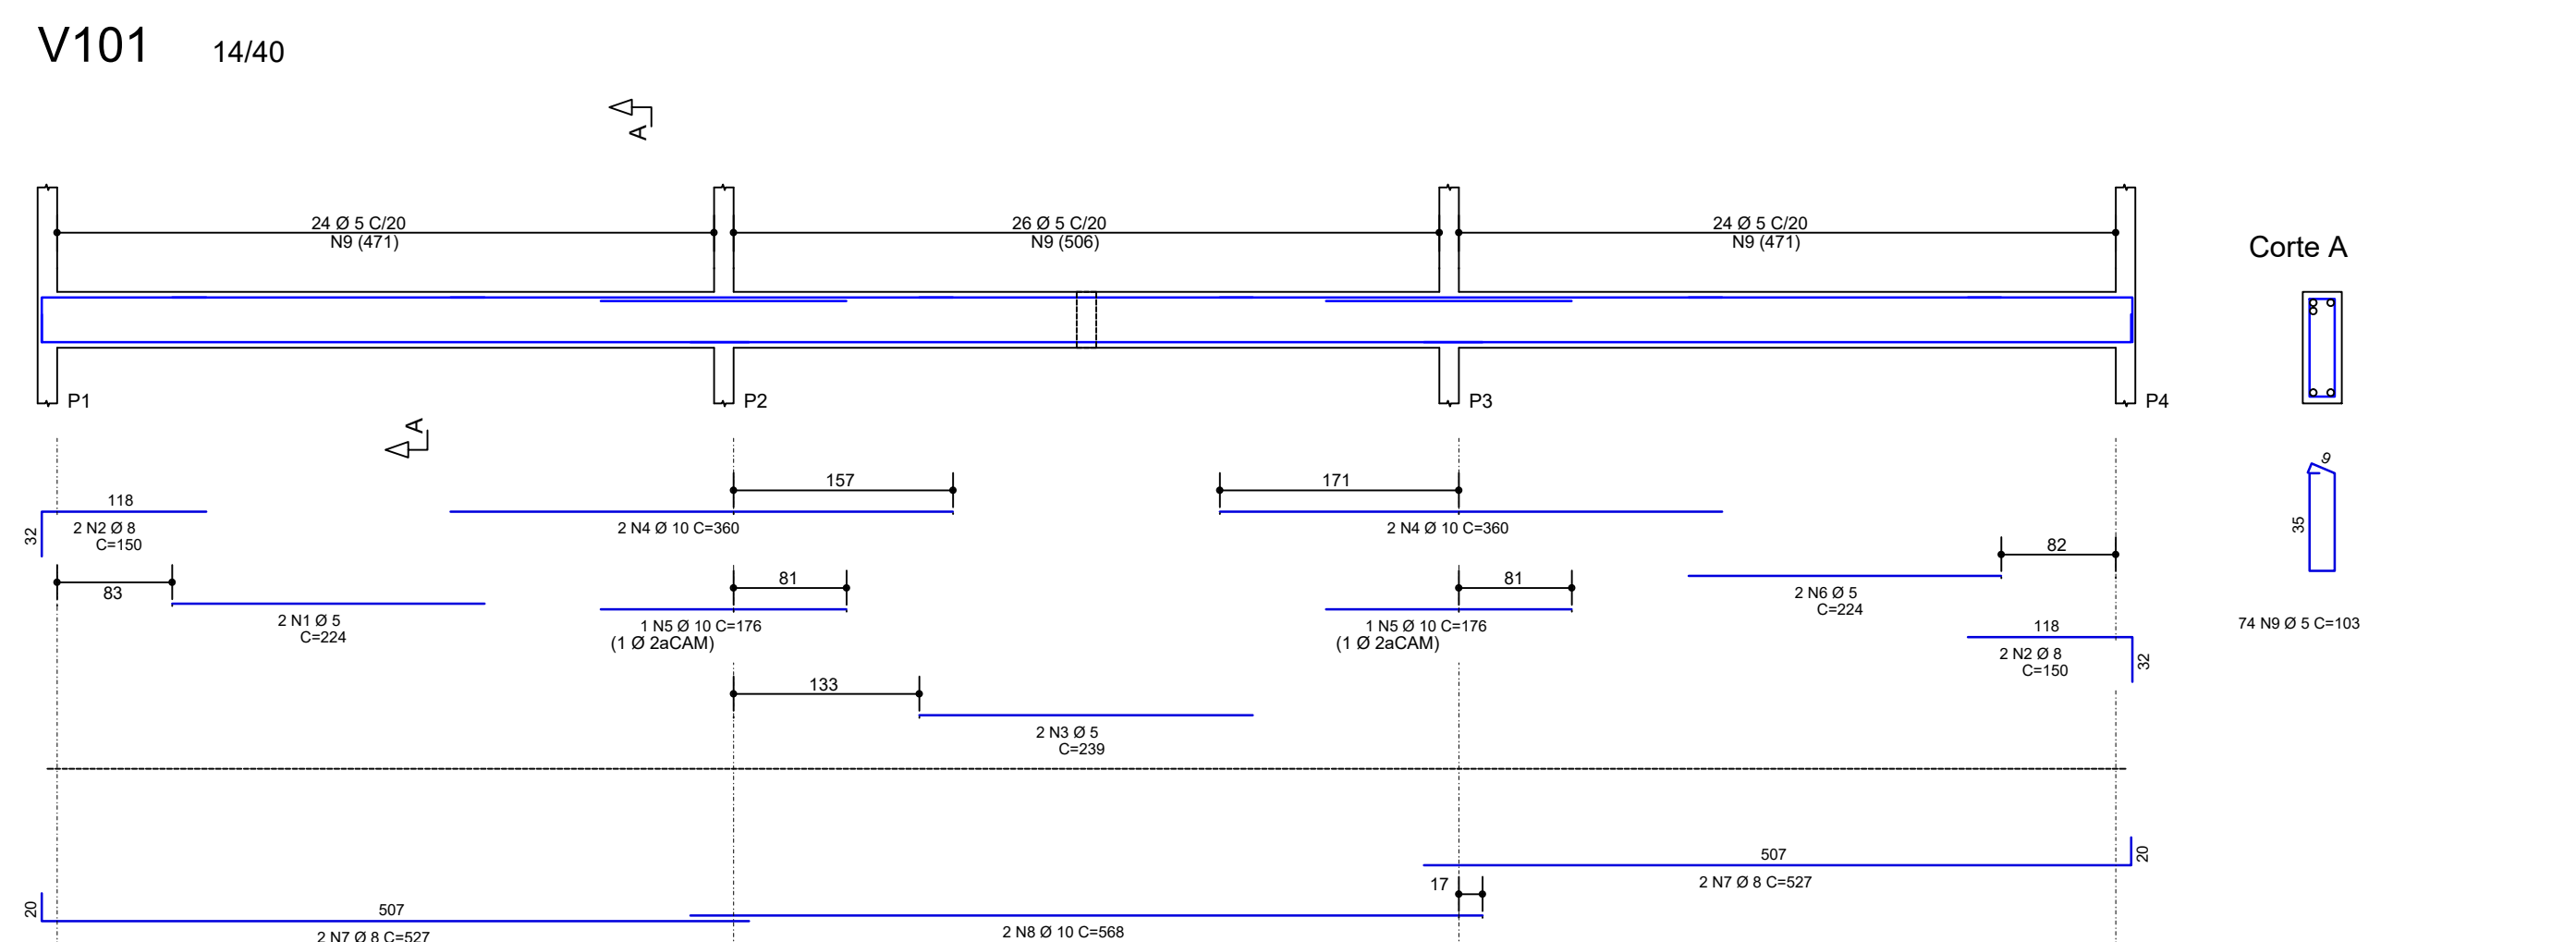 V101 14/40
A
24 Ø 5 C/20
N9 (471)
26 Ø 5 C/20
N9 (506)
24 Ø 5 C/20
N9 (471)
Corte A
P1
P2
P3
P4
A
157
171
118
2 N2 Ø 8
C=150
32
2 N4 Ø 10 C=360
2 N4 Ø 10 C=360
9
35
82
83
2 N1 Ø 5
C=224
81
1 N5 Ø 10 C=176
(1 Ø 2aCAM)
81
1 N5 Ø 10 C=176
(1 Ø 2aCAM)
2 N6 Ø 5
C=224
74 N9 Ø 5 C=103
118
2 N2 Ø 8
C=150
32
133
2 N3 Ø 5
C=239
507
2 N7 Ø 8 C=527
20
17
20
507
2 N7 Ø 8 C=527
2 N8 Ø 10 C=568